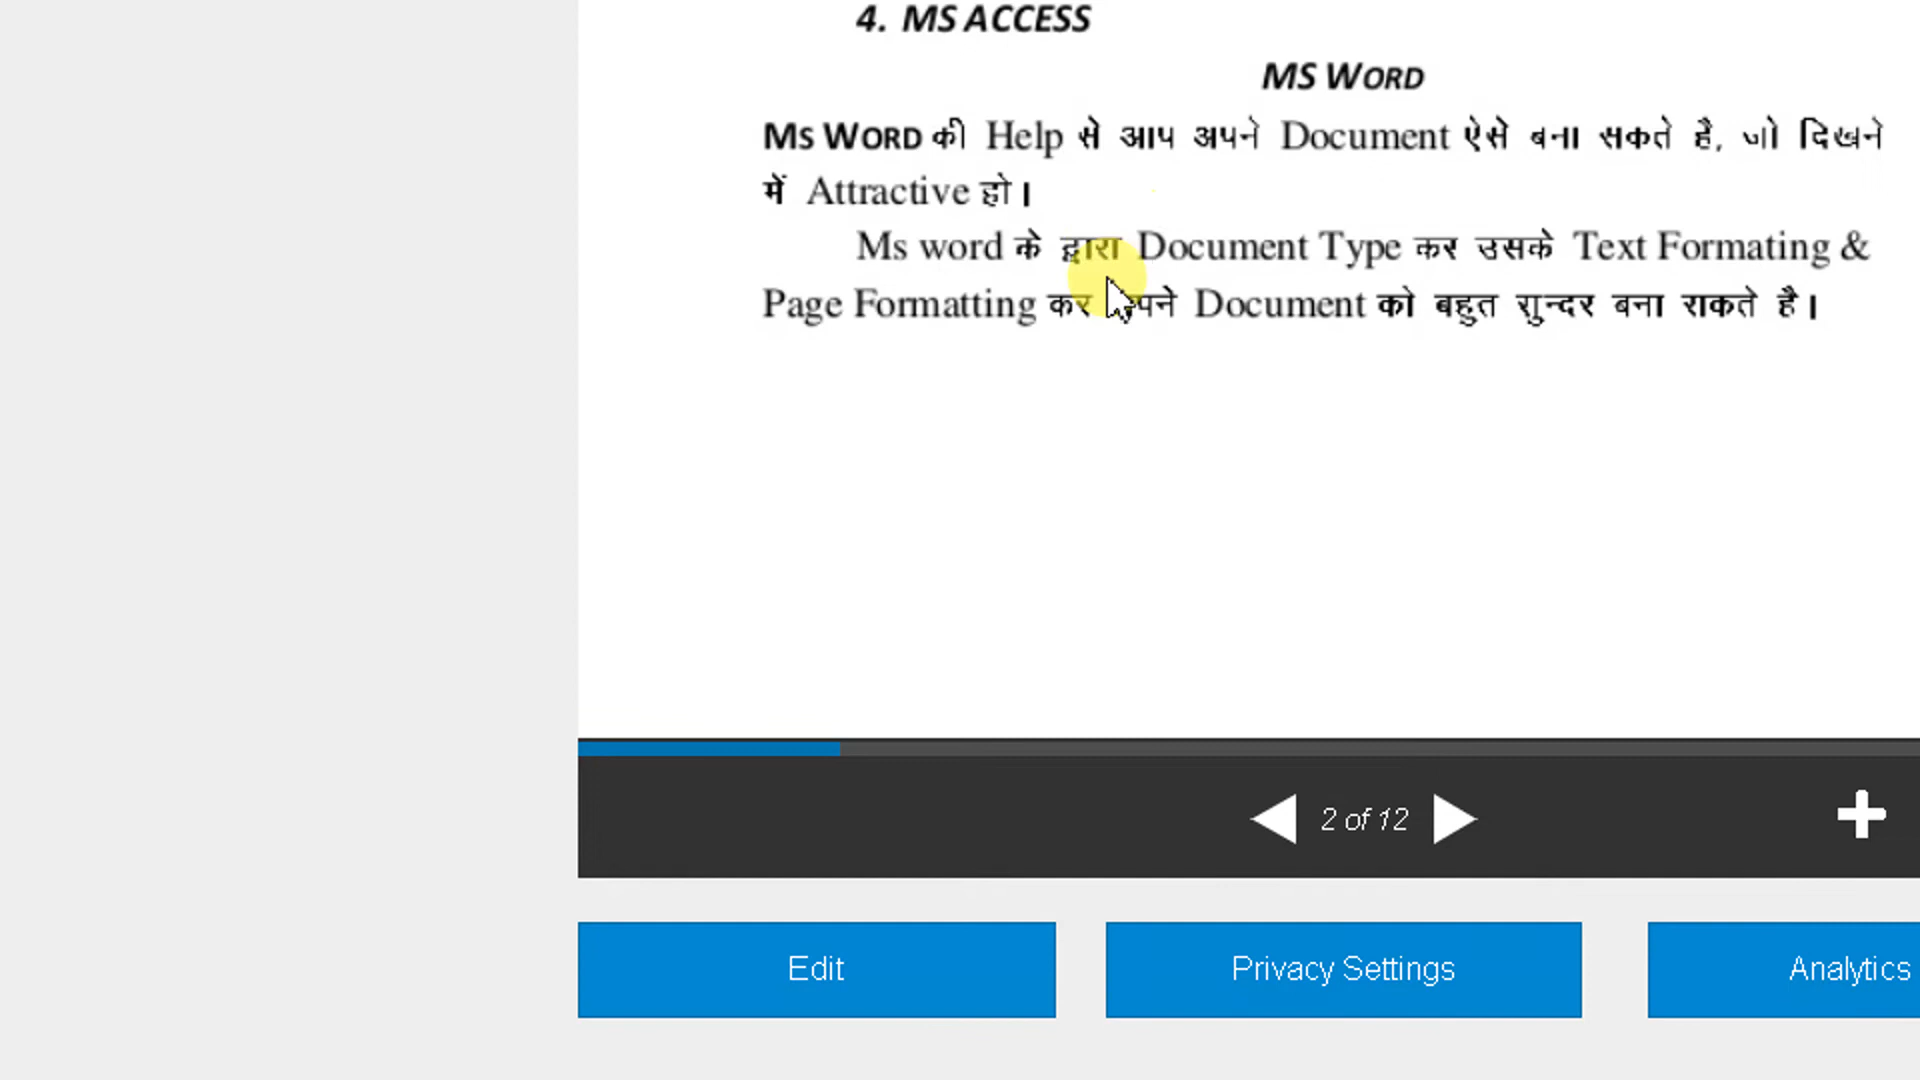 4. MS ACCESS
MS WORD
MS WORD की Help से आप अपने Document ऐसे बना सकते है, जो दिखने
में Attractive हो।
Ms word के द्वारा Document Type कर उसके Text Formating &
Page Formatting कर अपने Document को बहुत सुन्दर बना सकते है।
2 of 12
Edit
Privacy Settings
Analytics